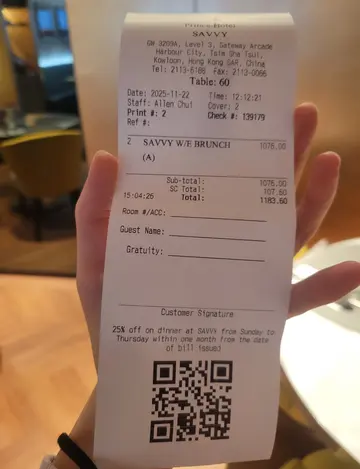 Prince Hotel
SAVVY
GW 3209A, Level 3, Gateway Arcade
Harbour City, Tsim Sha Tsui,
Kowloon, Hong Kong SAR, China
Tel: 2113-6186 Fax: 2113-0066
Table: 60
Date: 2025-11-22 Time: 12:12:21
Staff: Allen Chui Cover: 2
Print #: 2 Check #: 139179
Ref #:
2 SAVVY W/E BRUNCH 1076.00
(A)
Sub-total: 1076.00
SC Total: 107.60
15:04:26 Total: 1183.60
Room #/ACC:
Guest Name:
Gratuity:
Customer Signature
25% off on dinner at SAVVY from Sunday to
Thursday within one month from the date
of bill issued